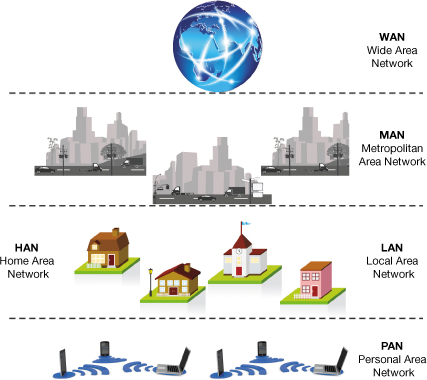 WAN
Wide Area
Network
MAN
Metropolitan
Area Network
HAN
Home Area
Network
LAN
Local Area
Network
PAN
Personal Area
Network